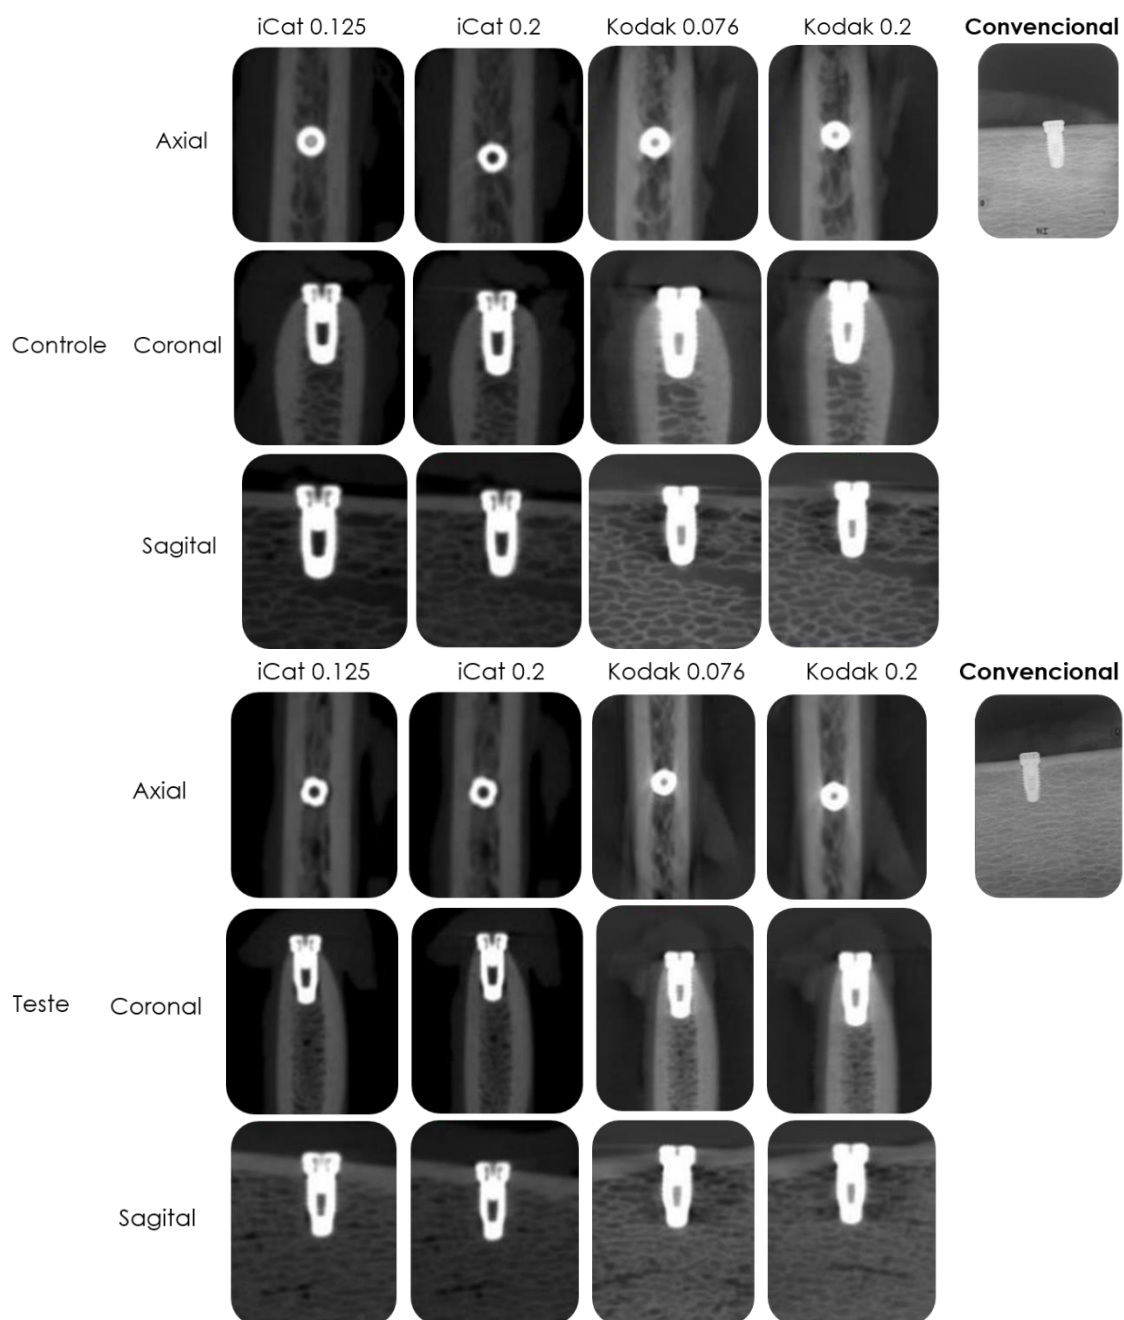 iCat 0.125 iCat 0.2 Kodak 0.076 Kodak 0.2 Convencional
Axial
Controle Coronal
Sagital
iCat 0.125 iCat 0.2 Kodak 0.076 Kodak 0.2 Convencional
Axial
Teste Coronal
Sagital